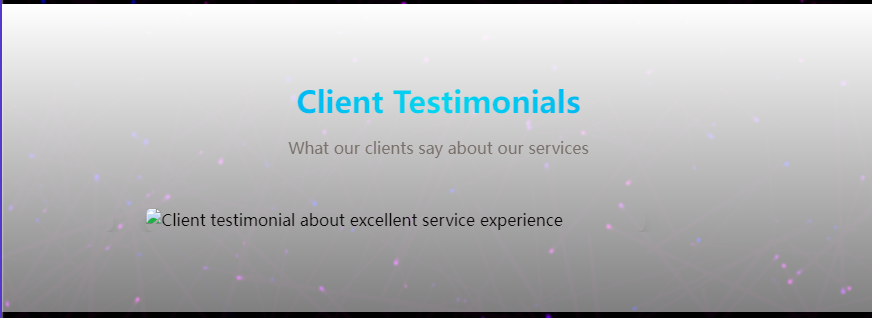 Client Testimonials
What our clients say about our services
Client testimonial about excellent service experience